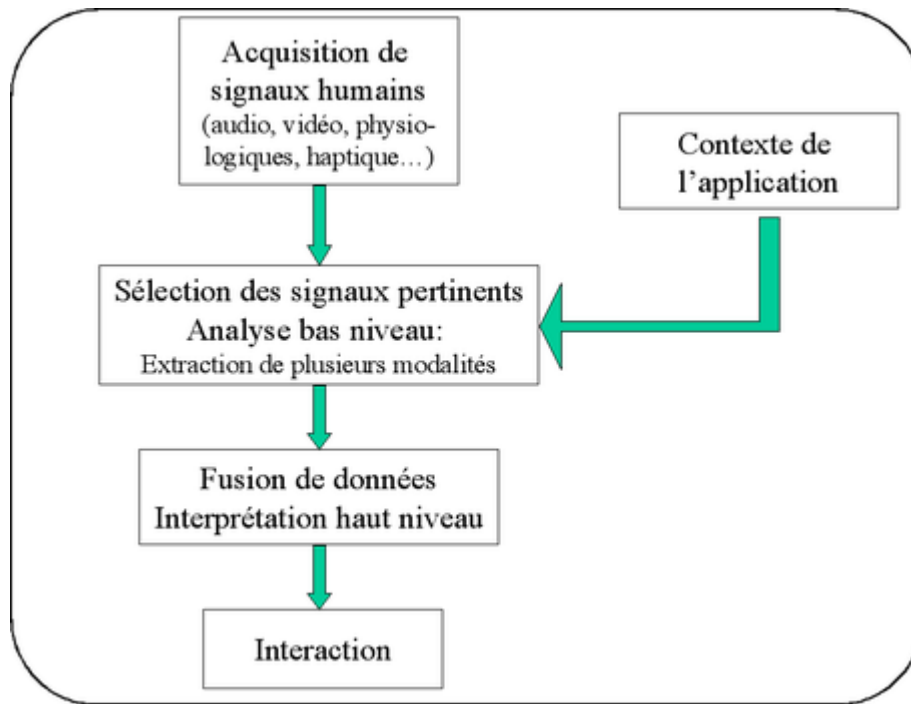 Acquisition de
signaux humains
(audio, vidéo, physio-
logiques, haptique…)
Contexte de
l’application
Sélection des signaux pertinents
Analyse bas niveau:
Extraction de plusieurs modalités
Fusion de données
Interprétation haut niveau
Interaction